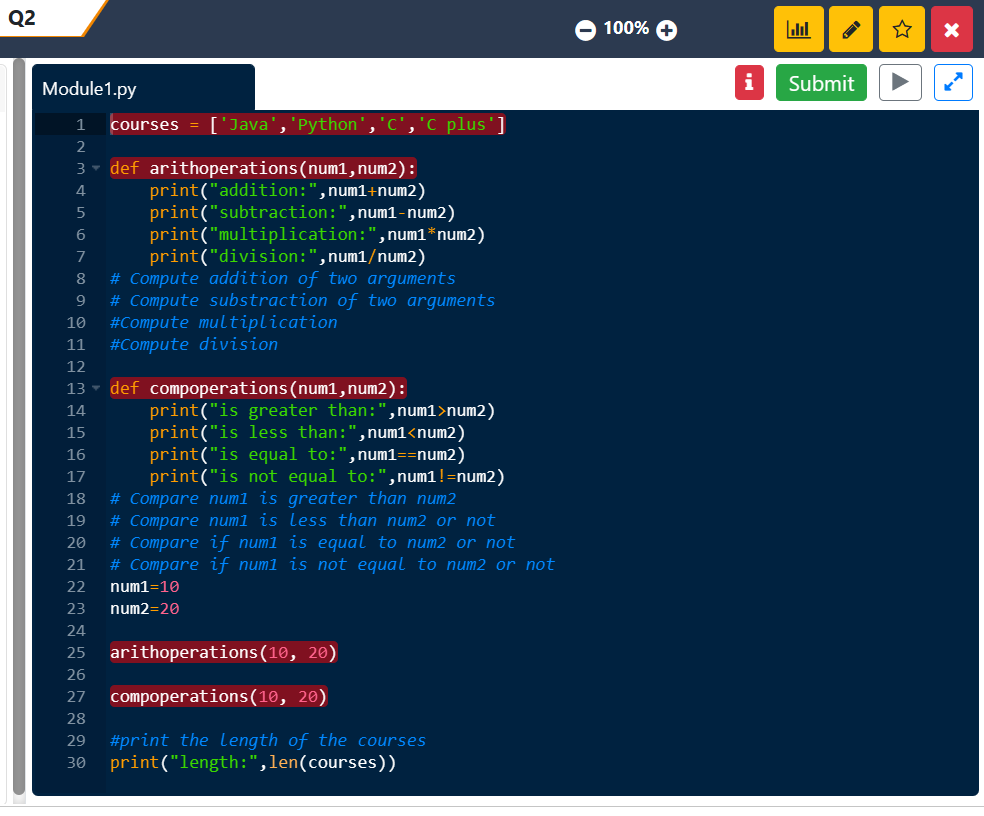 Q2
100%
Module1.py
Submit
1 courses = ['Java','Python','C','C plus']
2
3 def arithoperations(num1,num2):
4     print("addition:",num1+num2)
5     print("subtraction:",num1-num2)
6     print("multiplication:",num1*num2)
7     print("division:",num1/num2)
8 # Compute addition of two arguments
9 # Compute substraction of two arguments
10 #Compute multiplication
11 #Compute division
12
13 def compoperations(num1,num2):
14     print("is greater than:",num1>num2)
15     print("is less than:",num1<num2)
16     print("is equal to:",num1==num2)
17     print("is not equal to:",num1!=num2)
18 # Compare num1 is greater than num2
19 # Compare num1 is less than num2 or not
20 # Compare if num1 is equal to num2 or not
21 # Compare if num1 is not equal to num2 or not
22 num1=10
23 num2=20
24
25 arithoperations(10, 20)
26
27 compoperations(10, 20)
28
29 #print the length of the courses
30 print("length:",len(courses))